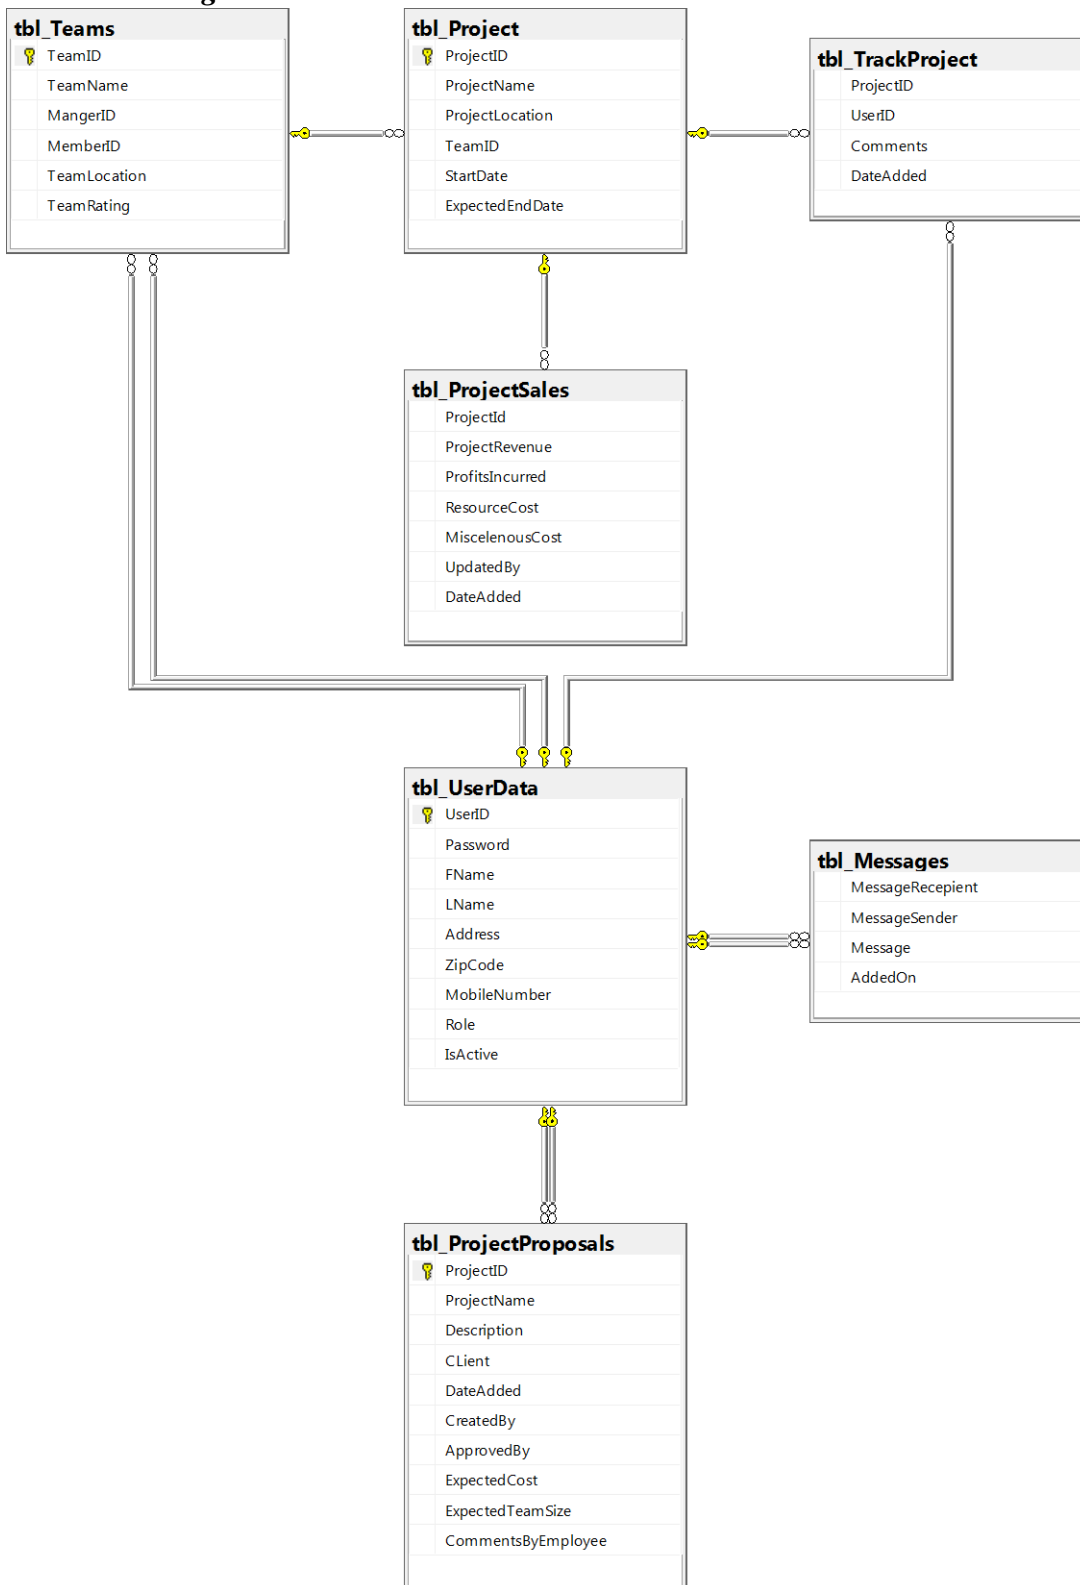 tbl_Teams
TeamID
TeamName
MangerID
MemberID
TeamLocation
TeamRating
tbl_Project
ProjectID
ProjectName
ProjectLocation
TeamID
StartDate
ExpectedEndDate
tbl_TrackProject
ProjectID
UserID
Comments
DateAdded
tbl_ProjectSales
ProjectId
ProjectRevenue
ProfitsIncurred
ResourceCost
MiscelenousCost
UpdatedBy
DateAdded
tbl_UserData
UserID
Password
FName
LName
Address
ZipCode
MobileNumber
Role
IsActive
tbl_Messages
MessageRecepient
MessageSender
Message
AddedOn
tbl_ProjectProposals
ProjectID
ProjectName
Description
CLient
DateAdded
CreatedBy
ApprovedBy
ExpectedCost
ExpectedTeamSize
CommentsByEmployee